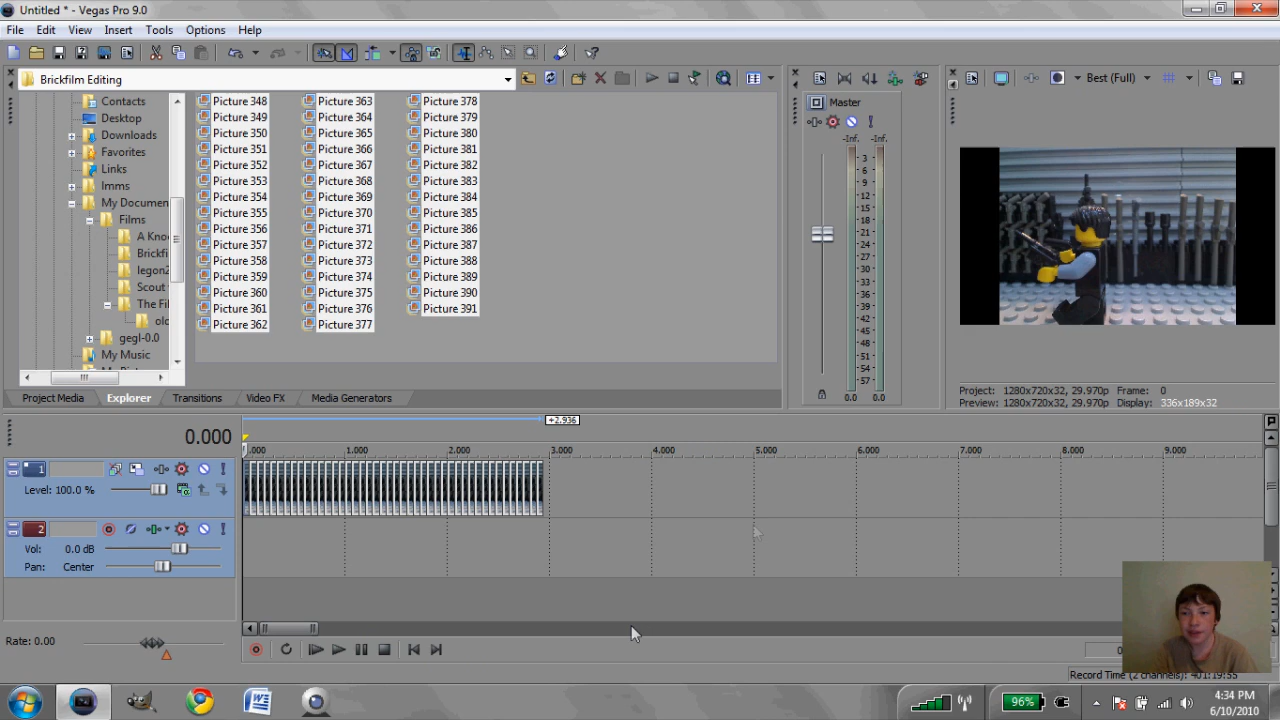 Untitled * - Vegas Pro 9.0
File Edit View Insert Tools Options Help
Brickfilm Editing
Contacts
Desktop
Downloads
Favorites
Links
Imms
My Documen
Films
A Kno
Brickfi
legon2
Scout
The Fil
old
gegl-0.0
My Music
Picture 348 Picture 363 Picture 378
Picture 349 Picture 364 Picture 379
Picture 350 Picture 365 Picture 380
Picture 351 Picture 366 Picture 381
Picture 352 Picture 367 Picture 382
Picture 353 Picture 368 Picture 383
Picture 354 Picture 369 Picture 384
Picture 355 Picture 370 Picture 385
Picture 356 Picture 371 Picture 386
Picture 357 Picture 372 Picture 387
Picture 358 Picture 373 Picture 388
Picture 359 Picture 374 Picture 389
Picture 360 Picture 375 Picture 390
Picture 361 Picture 376 Picture 391
Picture 362 Picture 377
Project Media Explorer Transitions Video FX Media Generators
Master
-Inf. -Inf.
3
6
9
12
15
18
21
24
27
30
33
36
39
42
45
48
51
54
57
0.0 0.0
Best (Full)
Project: 1280x720x32, 29.970p Frame: 0
Preview: 1280x720x32, 29.970p Display: 336x189x32
+2.936
0.000
.000 1.000 2.000 3.000 4.000 5.000 6.000 7.000 8.000 9.000
1
Level: 100.0 %
2
Vol: 0.0 dB
Pan: Center
Rate: 0.00
Record Time (2 channels): 401:19:55
96%
4:34 PM
6/10/2010